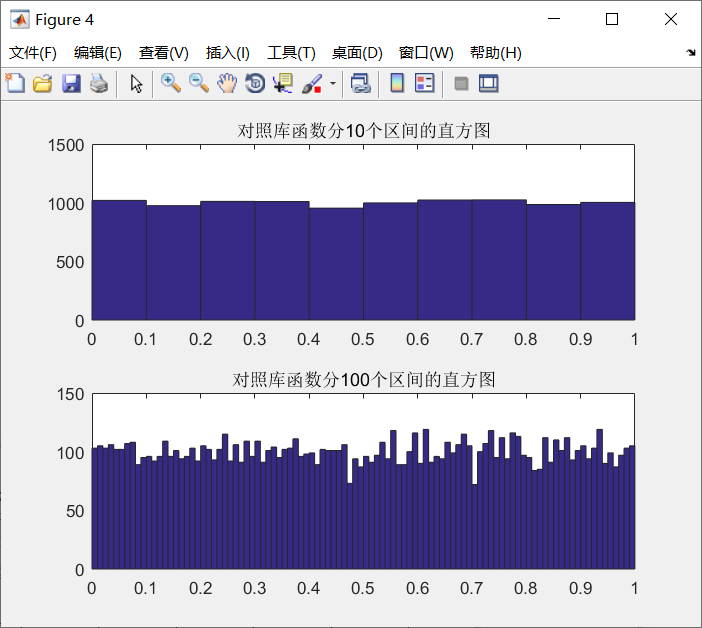 Figure 4
文件(F) 编辑(E) 查看(V) 插入(I) 工具(T) 桌面(D) 窗口(W) 帮助(H)
对照库函数分10个区间的直方图
1500
1000
500
0
0 0.1 0.2 0.3 0.4 0.5 0.6 0.7 0.8 0.9 1
对照库函数分100个区间的直方图
150
100
50
0
0 0.1 0.2 0.3 0.4 0.5 0.6 0.7 0.8 0.9 1